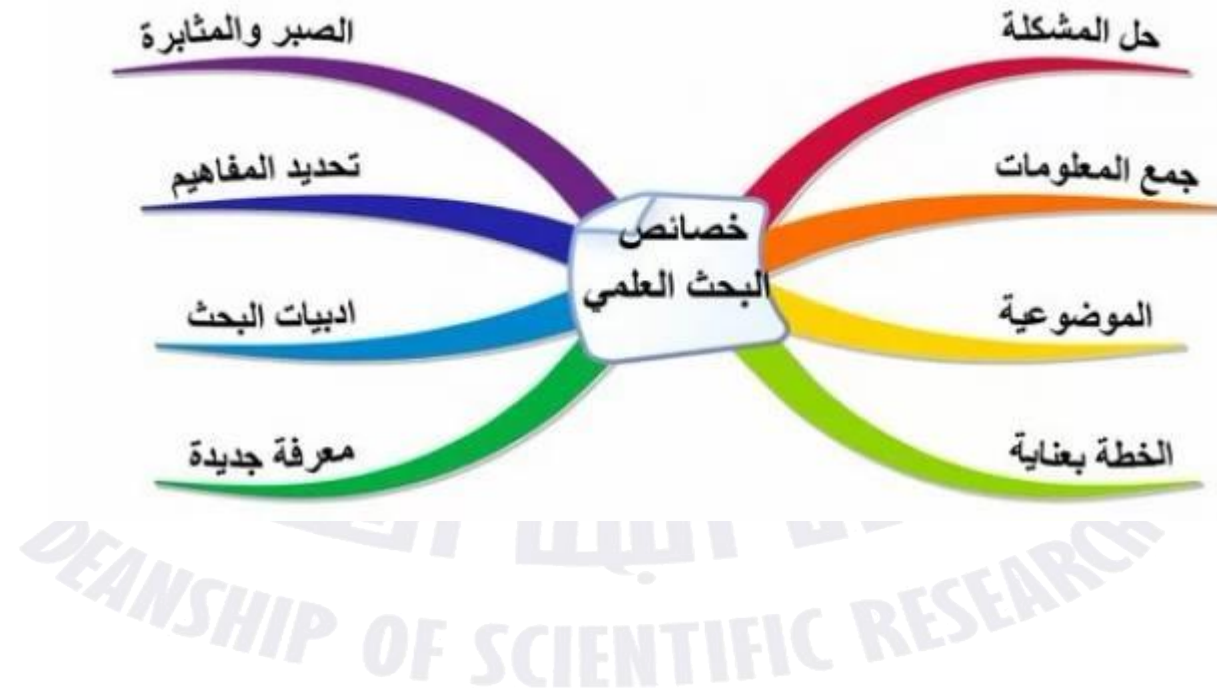 خصائص
البحث العلمي
حل المشكلة
جمع المعلومات
الموضوعية
الخطة بعناية
الصبر والمثابرة
تحديد المفاهيم
ادبيات البحث
معرفة جديدة
DEANSHIP OF SCIENTIFIC RESEARCH